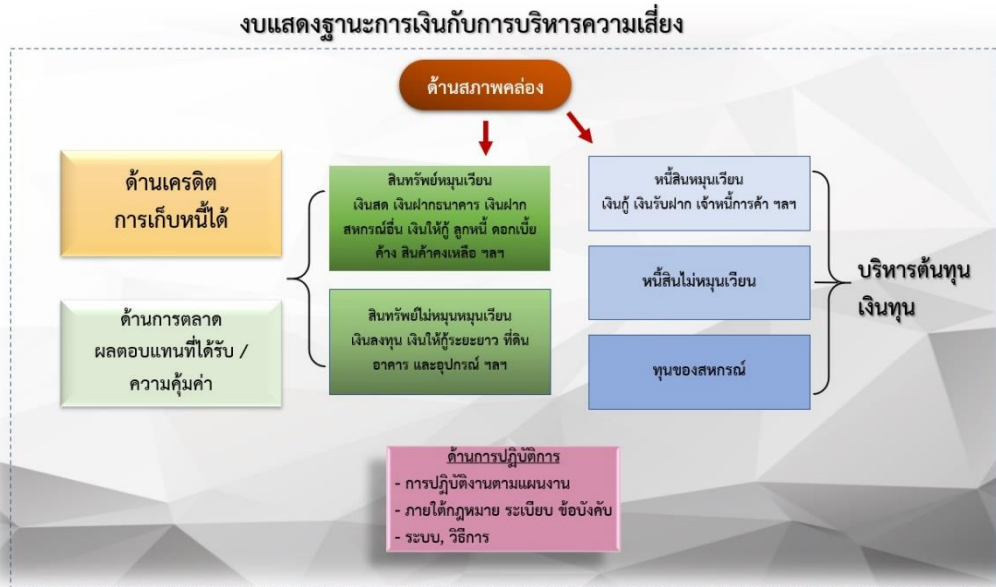 งบแสดงฐานะการเงินกับการบริหารความเสี่ยง
ด้านสภาพคล่อง
ด้านเครดิต
การเก็บหนี้ได้
สินทรัพย์หมุนเวียน
เงินสด เงินฝากธนาคาร เงินฝาก
สหกรณ์อื่น เงินให้กู้ ลูกหนี้ ดอกเบี้ย
ค้าง สินค้าคงเหลือ ฯลฯ
หนี้สินหมุนเวียน
เงินกู้ เงินรับฝาก เจ้าหนี้การค้า ฯลฯ
หนี้สินไม่หมุนเวียน
บริหารต้นทุน
เงินทุน
ด้านการตลาด
ผลตอบแทนที่ได้รับ /
ความคุ้มค่า
สินทรัพย์ไม่หมุนหมุนเวียน
เงินลงทุน เงินให้กู้ระยะยาว ที่ดิน
อาคาร และอุปกรณ์ ฯลฯ
ทุนของสหกรณ์
ด้านการปฏิบัติการ
- การปฏิบัติงานตามแผนงาน
- ภายใต้กฎหมาย ระเบียบ ข้อบังคับ
- ระบบ, วิธีการ